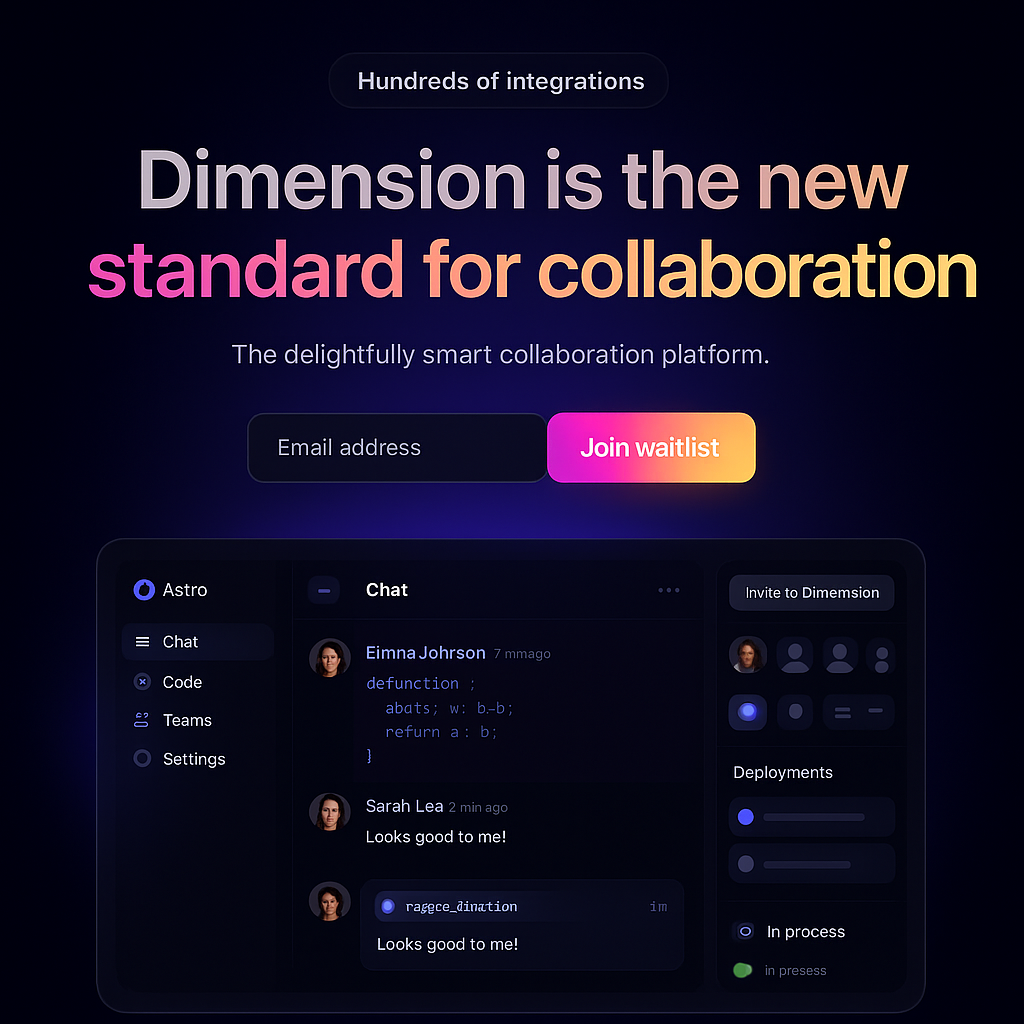 Hundreds of integrations
Dimension is the new
standard for collaboration
The delightfully smart collaboration platform.
Email address
Join waitlist
Astro
Chat
Code
Teams
Settings
Chat
Eimna Johrson 7 mmago
defunction ;
abats; w: b.–b;
refurn a : b;
}
Sarah Lea 2 min ago
Looks good to me!
im
Looks good to me!
Invite to Dimemsion
Deployments
In process
in presess